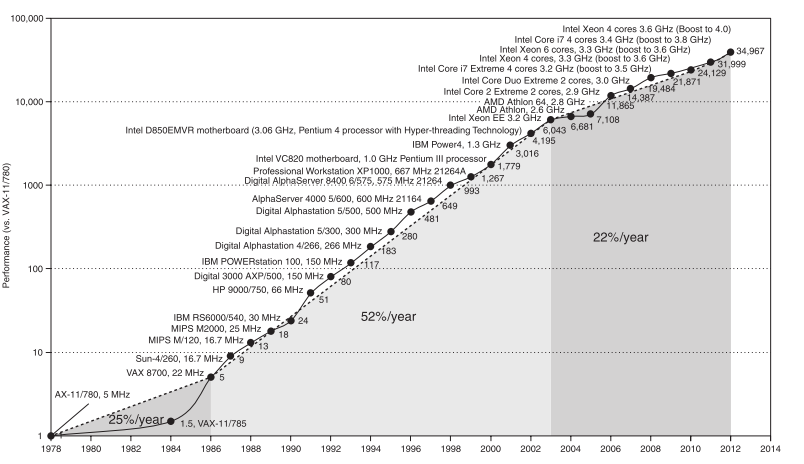 100,000
10,000
1000
100
10
1
Performance (vs. VAX-11/780)
Intel Xeon 4 cores 3.6 GHz (Boost to 4.0)
Intel Core i7 4 cores 3.4 GHz (boost to 3.8 GHz)
Intel Xeon 6 cores, 3.3 GHz (boost to 3.6 GHz)
Intel Xeon 4 cores, 3.3 GHz (boost to 3.6 GHz)
Intel Core i7 Extreme 4 cores 3.2 GHz (boost to 3.5 GHz)
Intel Core Duo Extreme 2 cores, 3.0 GHz
Intel Core 2 Extreme 2 cores, 2.9 GHz
AMD Athlon 64, 2.8 GHz
AMD Athlon, 2.6 GHz
Intel Xeon EE 3.2 GHz
Intel D850EMVR motherboard (3.06 GHz, Pentium 4 processor with Hyper-threading Technology)
IBM Power4, 1.3 GHz
Intel VC820 motherboard, 1.0 GHz Pentium III processor
Professional Workstation XP1000, 667 MHz 21264A
Digital AlphaServer 8400 6/575, 575 MHz 21264
AlphaServer 4000 5/600, 600 MHz 21164
Digital Alphastation 5/500, 500 MHz
Digital Alphastation 5/300, 300 MHz
Digital Alphastation 4/266, 266 MHz
IBM POWERstation 100, 150 MHz
Digital 3000 AXP/500, 150 MHz
HP 9000/750, 66 MHz
IBM RS6000/540, 30 MHz
MIPS M2000, 25 MHz
MIPS M/120, 16.7 MHz
Sun-4/260, 16.7 MHz
VAX 8700, 22 MHz
AX-11/780, 5 MHz
34,967
31,999
24,129
21,871
19,484
14,387
11,865
7,108
6,681
6,043
4,195
3,016
1,779
1,267
993
649
481
280
183
117
80
51
24
18
13
9
5
1.5, VAX-11/785
25%/year
52%/year
22%/year
1978 1980 1982 1984 1986 1988 1990 1992 1994 1996 1998 2000 2002 2004 2006 2008 2010 2012 2014